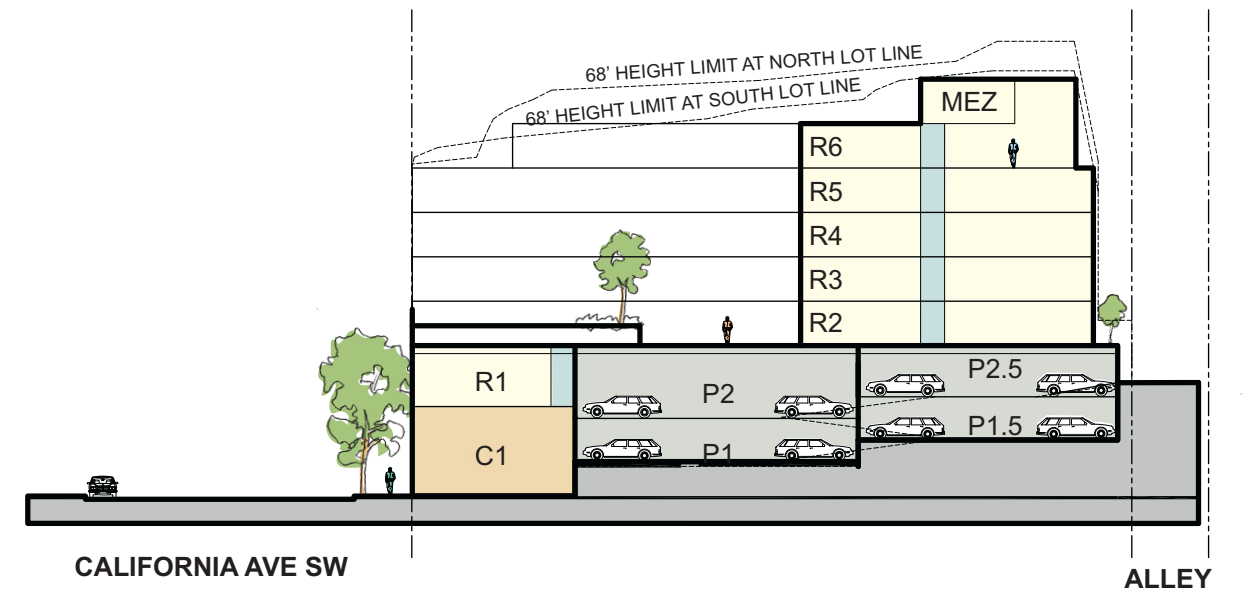 68' HEIGHT LIMIT AT NORTH LOT LINE
68' HEIGHT LIMIT AT SOUTH LOT LINE
MEZ
R6
R5
R4
R3
R2
R1
P2
P2.5
C1
P1
P1.5
CALIFORNIA AVE SW
ALLEY